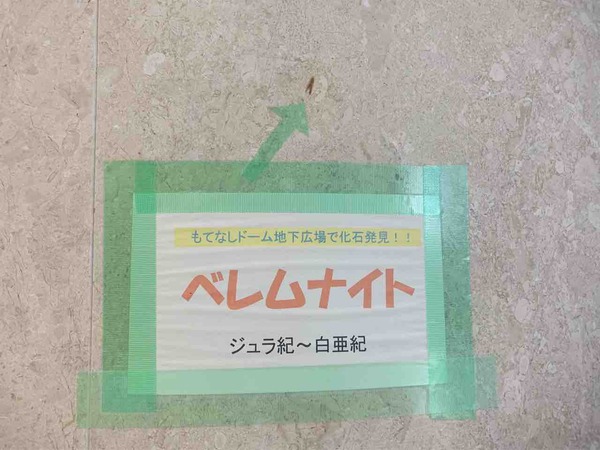 もてなしドーム地下広場で化石発見！！
ベレムナイト
ジュラ紀～白亜紀